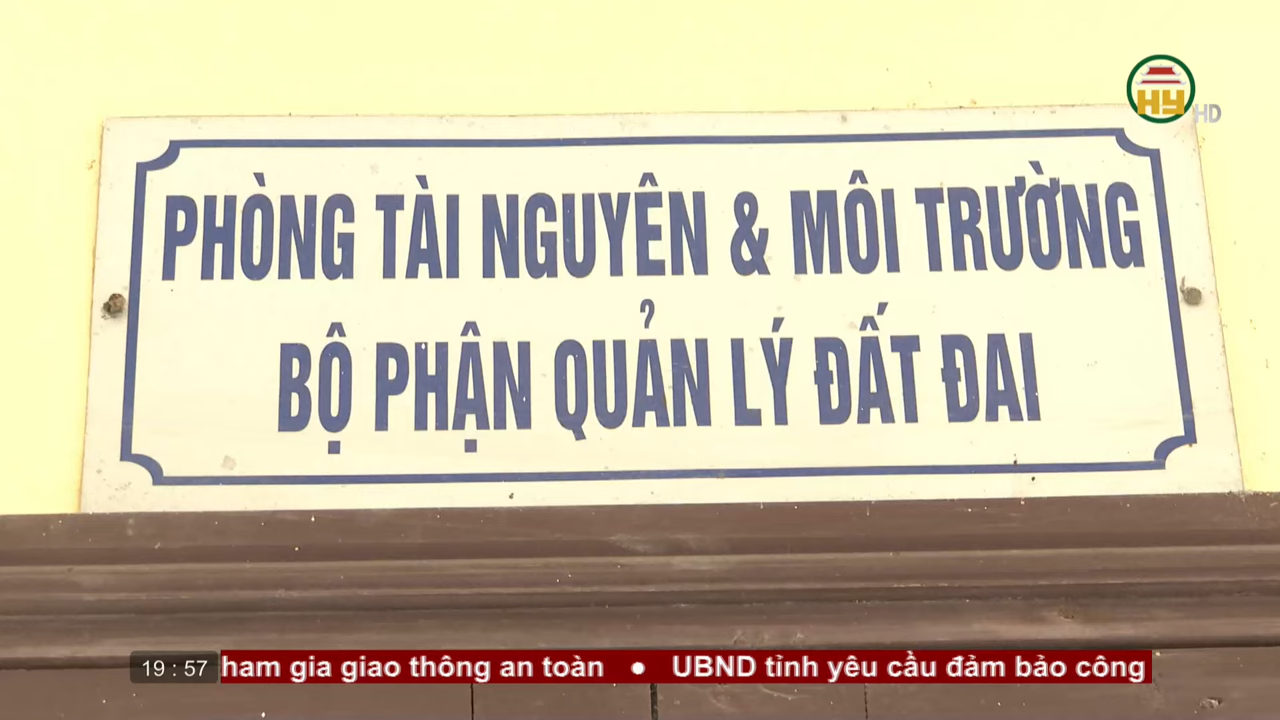 HY HD
PHÒNG TÀI NGUYÊN & MÔI TRƯỜNG
BỘ PHẬN QUẢN LÝ ĐẤT ĐAI
19 : 57 ham gia giao thông an toàn ● UBND tỉnh yêu cầu đảm bảo công